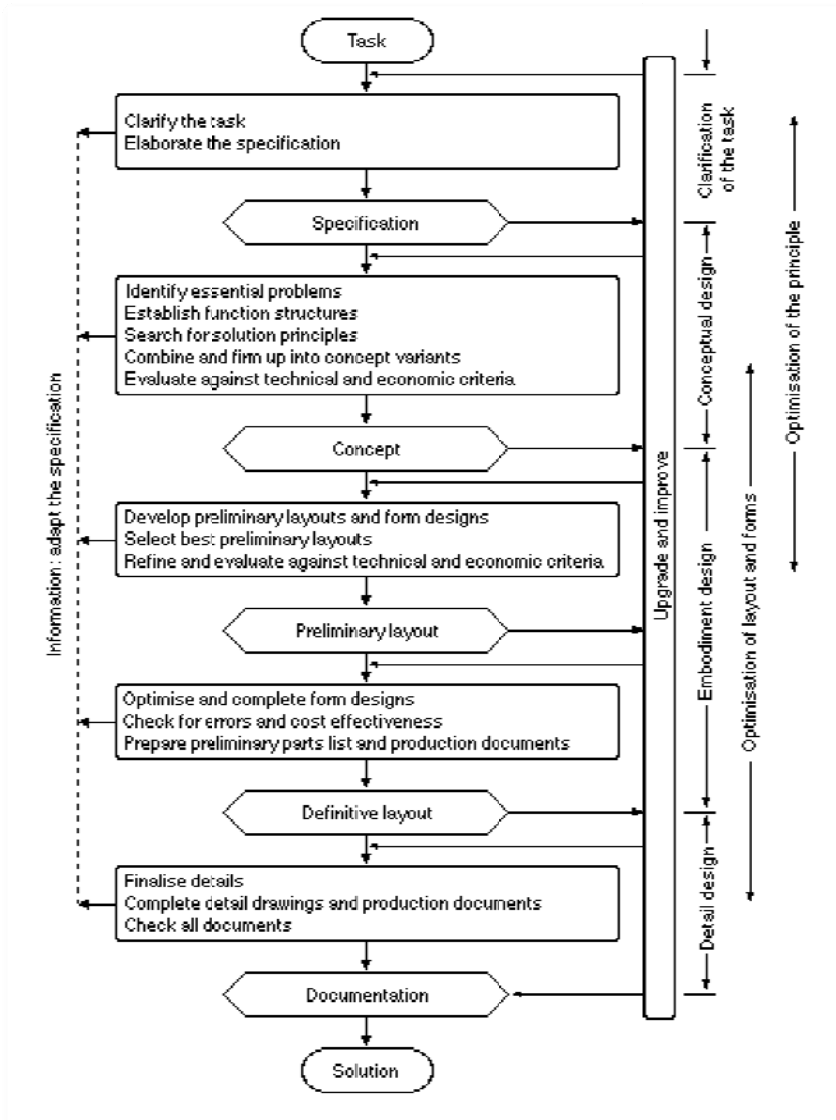 Task
Clarify the task
Elaborate the specification
Specification
Identify essential problems
Establish function structures
Search for solution principles
Combine and firm up into concept variants
Evaluate against technical and economic criteria
Concept
Develop preliminary layouts and form designs
Select best preliminary layouts
Refine and evaluate against technical and economic criteria
Preliminary layout
Optimise and complete form designs
Check for errors and cost effectiveness
Prepare preliminary parts list and production documents
Definitive layout
Finalise details
Complete detail drawings and production documents
Check all documents
Documentation
Solution
Information: adapt the specification
Upgrade and improve
Clarification
of the task
Conceptual design
Embodiment design
Detail design
Optimisation of layout and forms
Optimisation of the principle